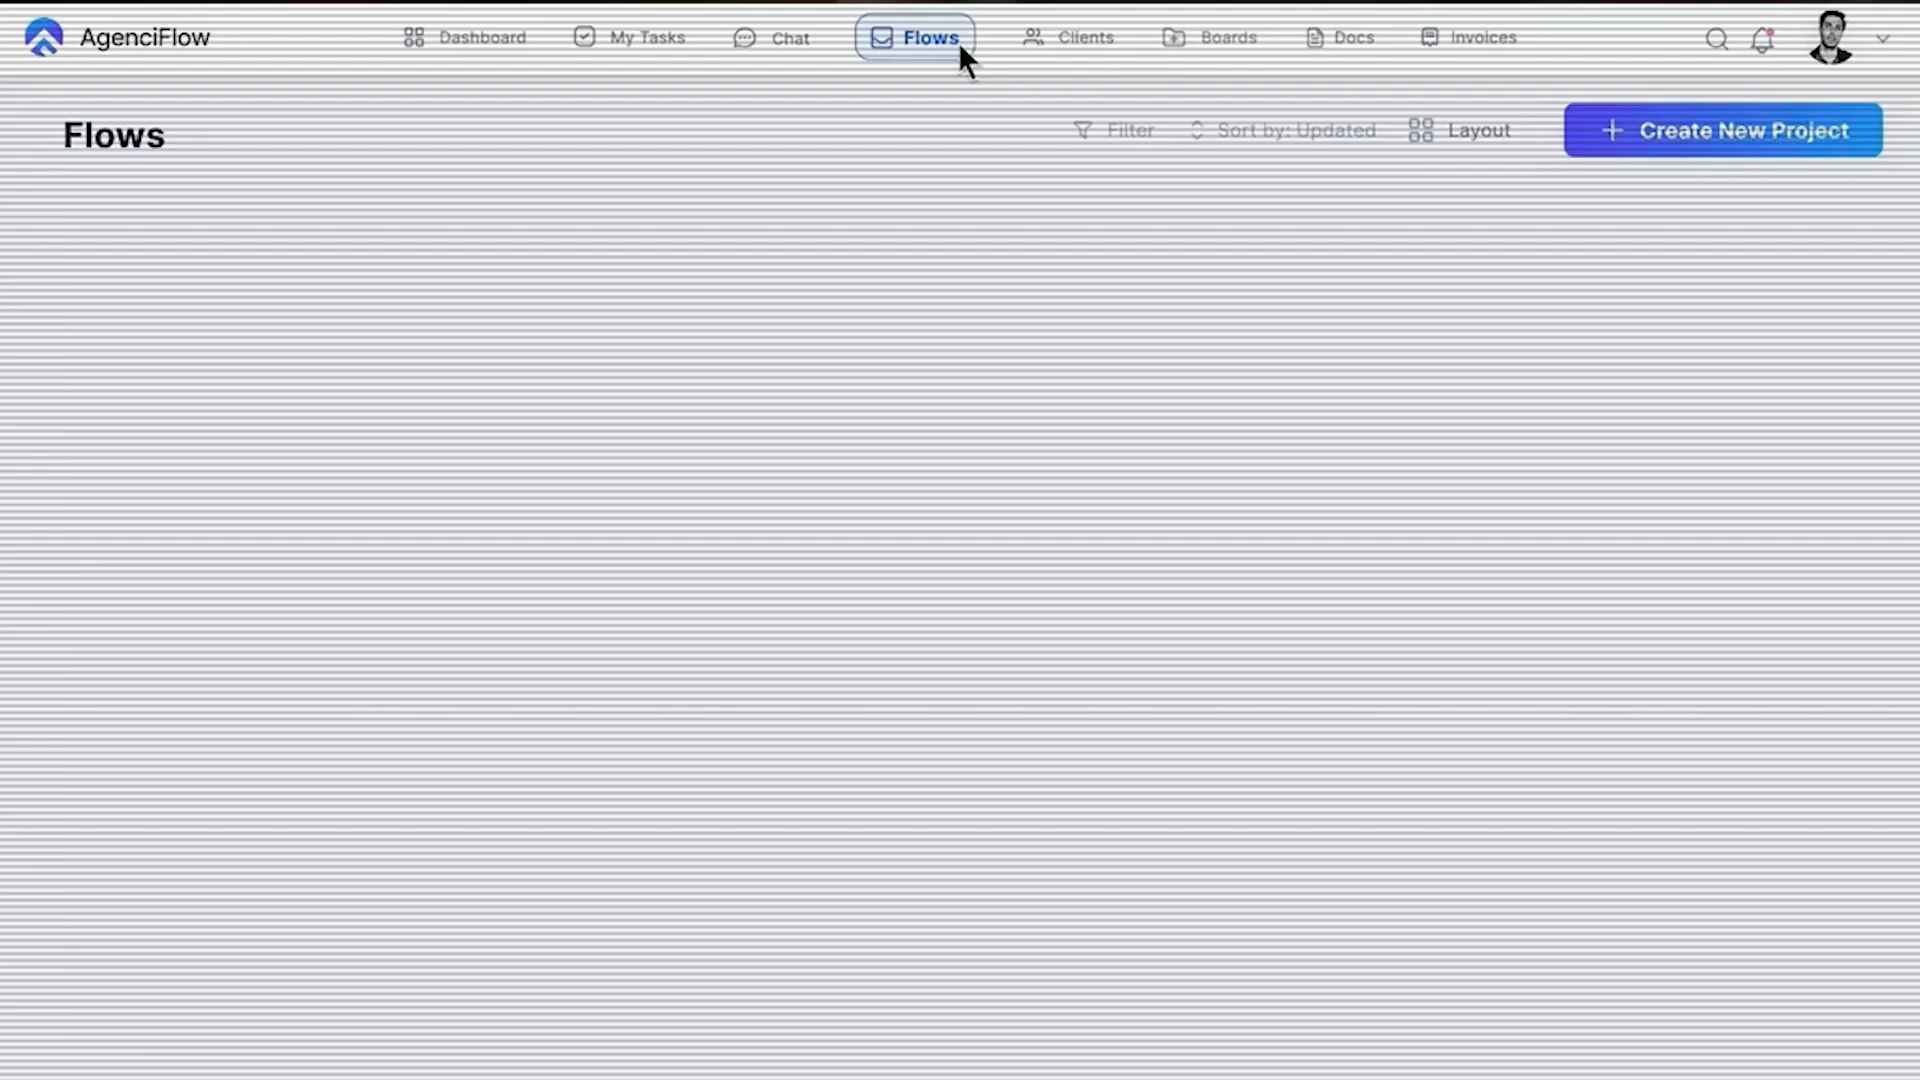 AgenciFlow
Dashboard
My Tasks
Chat
Flows
Clients
Boards
Docs
Invoices
Flows
Filter
Sort by: Updated
Layout
Create New Project